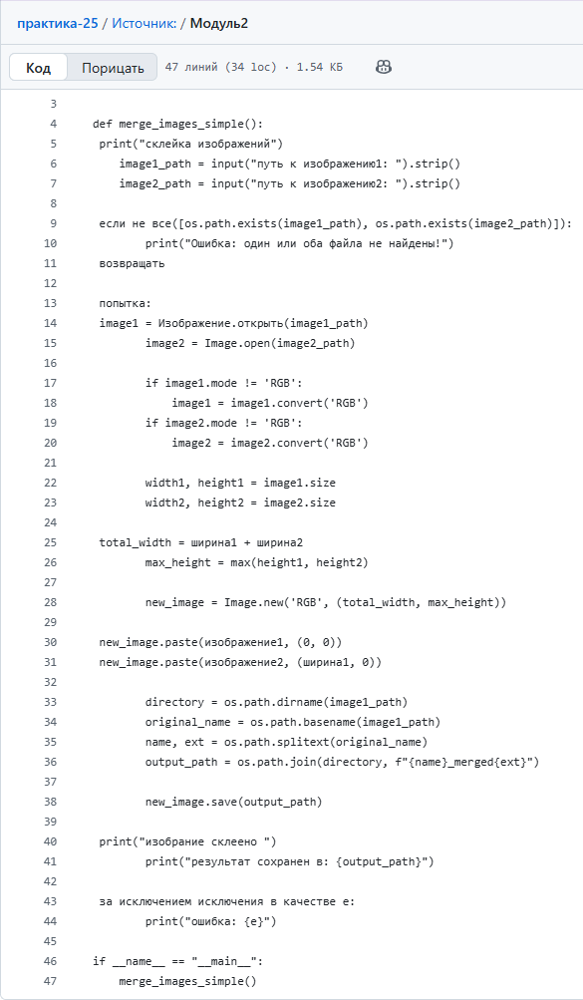 практика-25 / Источник: / Модуль2
Код Порицать 47 линий (34 loc) · 1.54 КБ
3
4 def merge_images_simple():
5 print("склейка изображений")
6 image1_path = input("путь к изображению1: ").strip()
7 image2_path = input("путь к изображению2: ").strip()
8
9 если не все([os.path.exists(image1_path), os.path.exists(image2_path)]):
10 print("Ошибка: один или оба файла не найдены!")
11 возвращать
12
13 попытка:
14 image1 = Изображение.открыть(image1_path)
15 image2 = Image.open(image2_path)
16
17 if image1.mode != 'RGB':
18 image1 = image1.convert('RGB')
19 if image2.mode != 'RGB':
20 image2 = image2.convert('RGB')
21
22 width1, height1 = image1.size
23 width2, height2 = image2.size
24
25 total_width = ширина1 + ширина2
26 max_height = max(height1, height2)
27
28 new_image = Image.new('RGB', (total_width, max_height))
29
30 new_image.paste(изображение1, (0, 0))
31 new_image.paste(изображение2, (ширина1, 0))
32
33 directory = os.path.dirname(image1_path)
34 original_name = os.path.basename(image1_path)
35 name, ext = os.path.splitext(original_name)
36 output_path = os.path.join(directory, f"{name}_merged{ext}")
37
38 new_image.save(output_path)
39
40 print("изобрание склеено ")
41 print("результат сохранен в: {output_path}")
42
43 за исключением исключения в качестве e:
44 print("ошибка: {e}")
45
46 if __name__ == "__main__":
47 merge_images_simple()